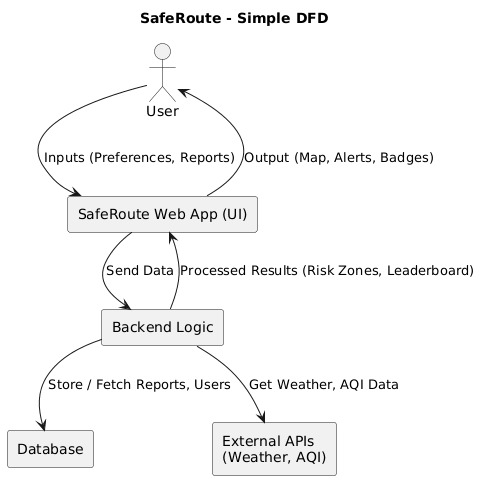 SafeRoute - Simple DFD
User
Inputs (Preferences, Reports)
Output (Map, Alerts, Badges)
SafeRoute Web App (UI)
Send Data
Processed Results (Risk Zones, Leaderboard)
Backend Logic
Store / Fetch Reports, Users
Get Weather, AQI Data
Database
External APIs
(Weather, AQI)